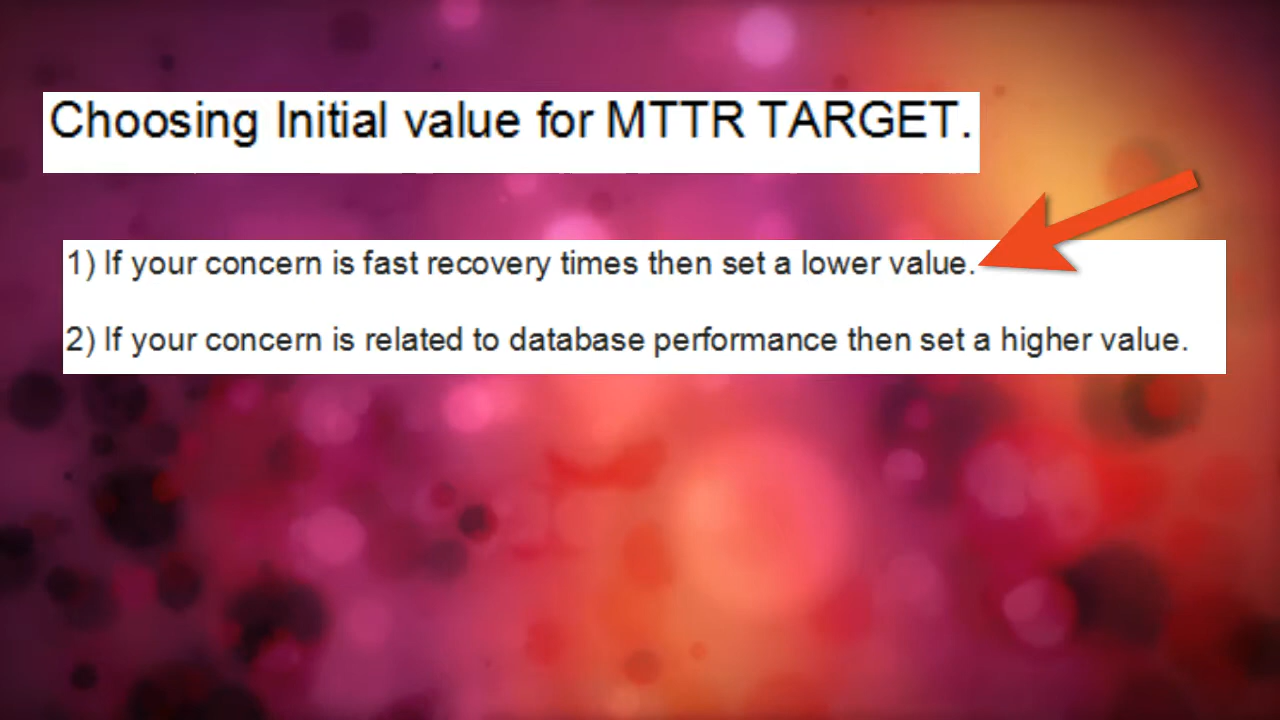 Choosing Initial value for MTTR TARGET.
1) If your concern is fast recovery times then set a lower value.
2) If your concern is related to database performance then set a higher value.